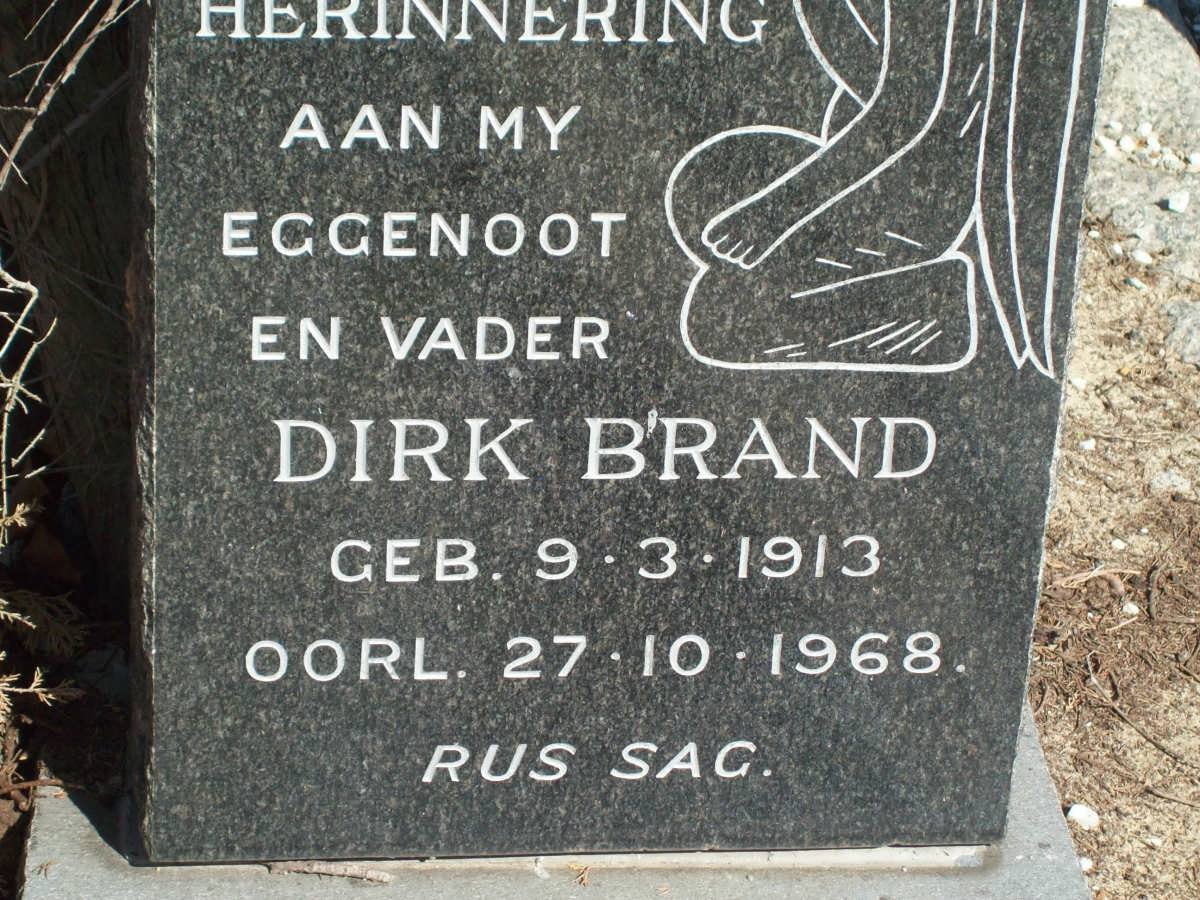 HERINNERING
AAN MY
EGGENOOT
EN VADER
DIRK BRAND
GEB. 9·3·1913
OORL. 27·10·1968.
RUS SAG.